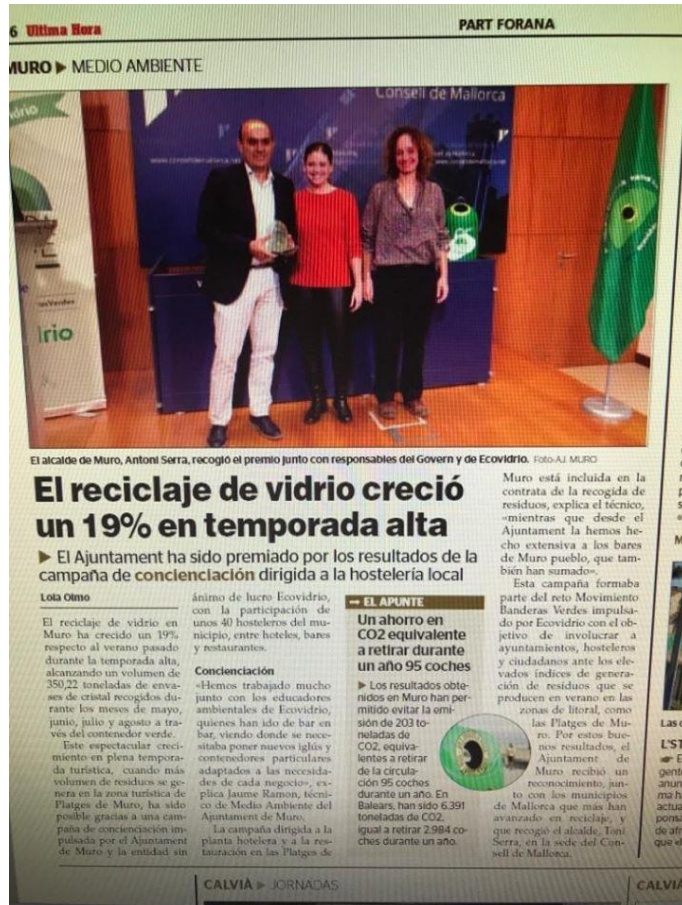 6 Ultima Hora
PART FORANA
MURO ▶ MEDIO AMBIENTE
Consell de Mallorca
El alcalde de Muro, Antoni Serra, recogió el premio junto con responsables del Govern y de Ecovidrio. Foto-AJ. MURO
El reciclaje de vidrio creció
un 19% en temporada alta
▶ El Ajuntament ha sido premiado por los resultados de la
campaña de concienciación dirigida a la hostelería local
Lola Olmo
El reciclaje de vidrio en
Muro ha crecido un 19%
respecto al verano pasado
durante la temporada alta,
alcanzando un volumen de
350,22 toneladas de enva-
ses de cristal recogidos du-
rante los meses de mayo,
junio, julio y agosto a tra-
vés del contenedor verde.
Este espectacular creci-
miento en plena tempora-
da turística, cuando más
volumen de residuos se ge-
nera en la zona turística de
Platges de Muro, ha sido
posible gracias a una cam-
paña de concienciación im-
pulsada por el Ajuntament
de Muro y la entidad sin
ánimo de lucro Ecovidrio,
con la participación de
unos 40 hosteleros del mu-
nicipio, entre hoteles, bares
y restaurantes.
Concienciación
«Hemos trabajado mucho
junto con los educadores
ambientales de Ecovidrio,
quienes han ido de bar en
bar, viendo donde se nece-
sitaba poner nuevos iglús y
contenedores particulares
adaptados a las necesida-
des de cada negocio», ex-
plica Jaume Ramon, técni-
co de Medio Ambiente del
Ajuntament de Muro.
La campaña dirigida a la
planta hotelera y a la res-
tauración en las Platges de
EL APUNTE
Un ahorro en
CO2 equivalente
a retirar durante
un año 95 coches
▶ Los resultados obte-
nidos en Muro han per-
mitido evitar la emi-
sión de 203 to-
neladas de
CO2, equiva-
lentes a retirar
de la circula-
ción 95 coches
durante un año. En
Balears, han sido 6.391
toneladas de CO2,
igual a retirar 2.984 co-
ches durante un año.
Muro está incluida en la
contrata de la recogida de
residuos, explica el técnico,
«mientras que desde el
Ajuntament la hemos he-
cho extensiva a los bares
de Muro pueblo, que tam-
bién han sumado».
Esta campaña formaba
parte del reto Movimiento
Banderas Verdes impulsa-
do por Ecovidrio con el ob-
jetivo de involucrar a
ayuntamientos, hosteleros
y ciudadanos ante los ele-
vados índices de genera-
ción de residuos que se
producen en verano en las
zonas de litoral, como
las Platges de Mu-
ro. Por estos bue-
nos resultados, el
Ajuntament de
Muro recibió un
reconocimiento, jun-
to con los municipios
de Mallorca que más han
avanzado en reciclaje, y
que recogió el alcalde, Toni
Serra, en la sede del Con-
sell de Mallorca.
CALVIÀ ▶ JORNADAS
CALVIÀ